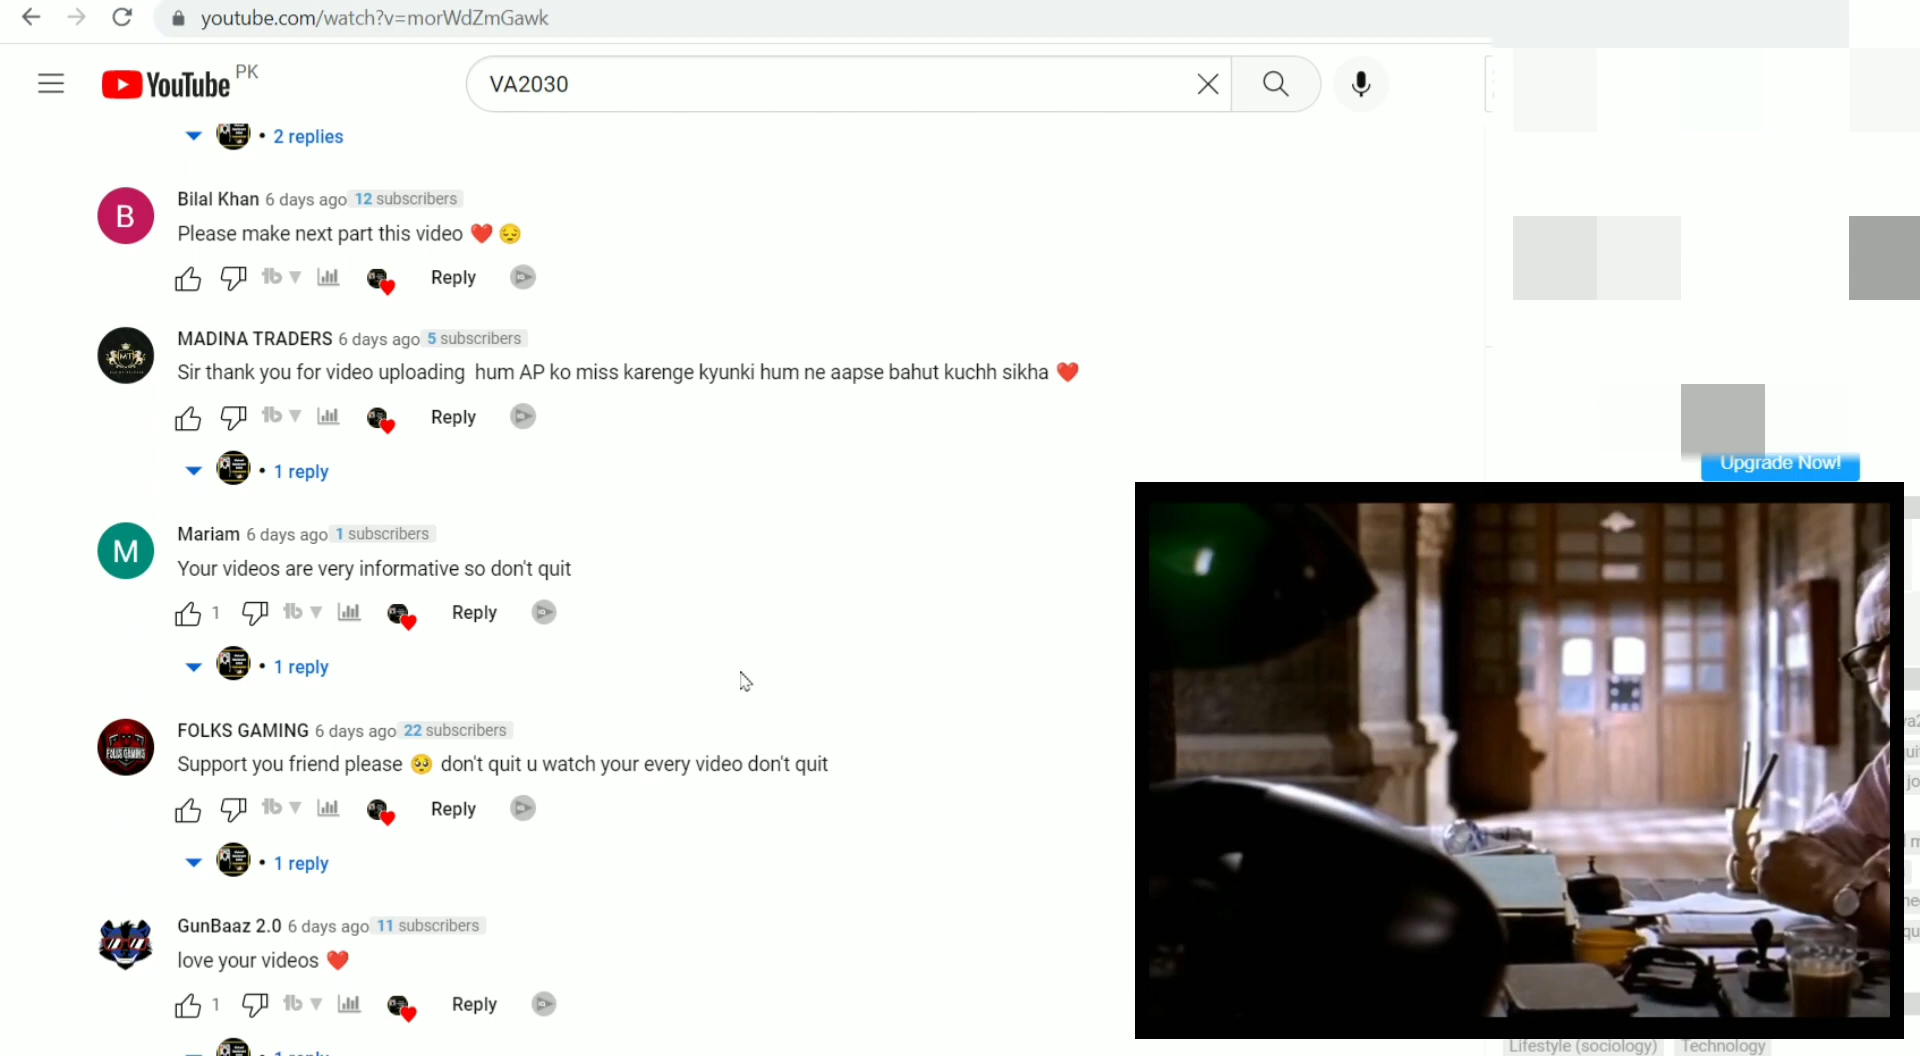 youtube.com/watch?v=morWdZmGawk
YouTube PK
VA2030
2 replies
B
Bilal Khan 6 days ago 12 subscribers
Please make next part this video ❤️ 😔
Reply
MADINA TRADERS 6 days ago 5 subscribers
Sir thank you for video uploading hum AP ko miss karenge kyunki hum ne aapse bahut kuchh sikha ❤️
Reply
1 reply
Upgrade Now!
M
Mariam 6 days ago 1 subscribers
Your videos are very informative so don't quit
1 Reply
1 reply
FOLKS GAMING 6 days ago 22 subscribers
Support you friend please 🥺 don't quit u watch your every video don't quit
Reply
1 reply
GunBaaz 2.0 6 days ago 11 subscribers
love your videos ❤️
1 Reply
1 reply
Lifestyle (sociology) Technology